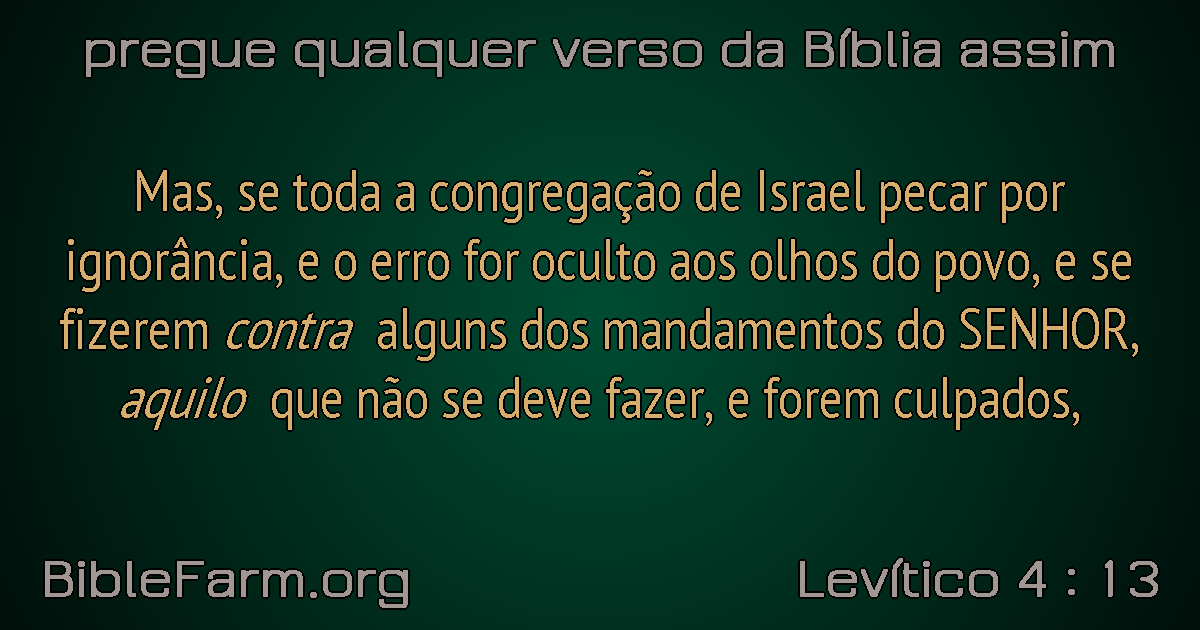 pregue qualquer verso da Bíblia assim
Mas, se toda a congregação de Israel pecar por
ignorância, e o erro for oculto aos olhos do povo, e se
fizerem contra alguns dos mandamentos do SENHOR,
aquilo que não se deve fazer, e forem culpados,
BibleFarm.org
Levítico 4 : 13